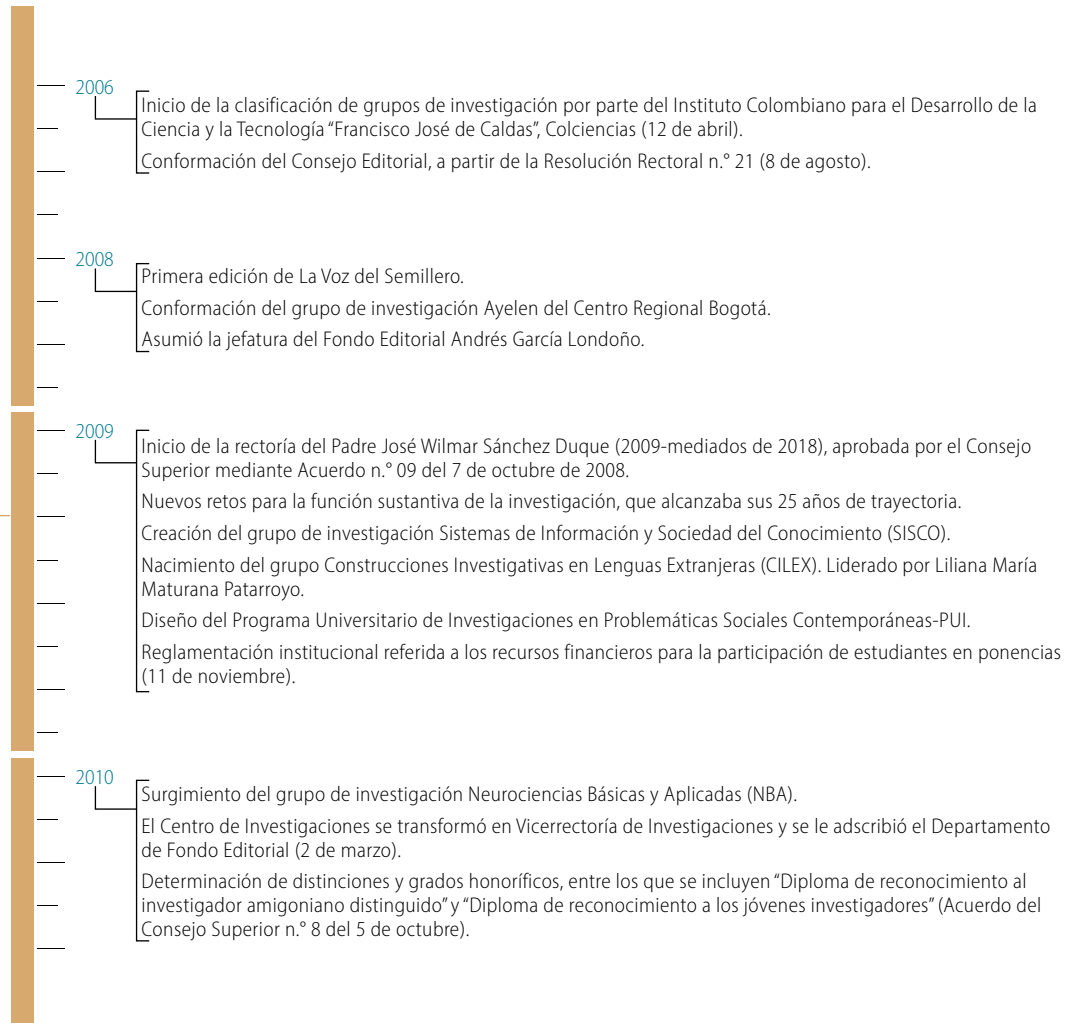 2006
Inicio de la clasificación de grupos de investigación por parte del Instituto Colombiano para el Desarrollo de la
Ciencia y la Tecnología “Francisco José de Caldas”, Colciencias (12 de abril).
Conformación del Consejo Editorial, a partir de la Resolución Rectoral n.° 21 (8 de agosto).
2008
Primera edición de La Voz del Semillero.
Conformación del grupo de investigación Ayelen del Centro Regional Bogotá.
Asumió la jefatura del Fondo Editorial Andrés García Londoño.
2009
Inicio de la rectoría del Padre José Wilmar Sánchez Duque (2009-mediados de 2018), aprobada por el Consejo
Superior mediante Acuerdo n.° 09 del 7 de octubre de 2008.
Nuevos retos para la función sustantiva de la investigación, que alcanzaba sus 25 años de trayectoria.
Creación del grupo de investigación Sistemas de Información y Sociedad del Conocimiento (SISCO).
Nacimiento del grupo Construcciones Investigativas en Lenguas Extranjeras (CILEX). Liderado por Liliana María
Maturana Patarroyo.
Diseño del Programa Universitario de Investigaciones en Problemáticas Sociales Contemporáneas-PUI.
Reglamentación institucional referida a los recursos financieros para la participación de estudiantes en ponencias
(11 de noviembre).
2010
Surgimiento del grupo de investigación Neurociencias Básicas y Aplicadas (NBA).
El Centro de Investigaciones se transformó en Vicerrectoría de Investigaciones y se le adscribió el Departamento
de Fondo Editorial (2 de marzo).
Determinación de distinciones y grados honoríficos, entre los que se incluyen “Diploma de reconocimiento al
investigador amigoniano distinguido” y “Diploma de reconocimiento a los jóvenes investigadores” (Acuerdo del
Consejo Superior n.° 8 del 5 de octubre).